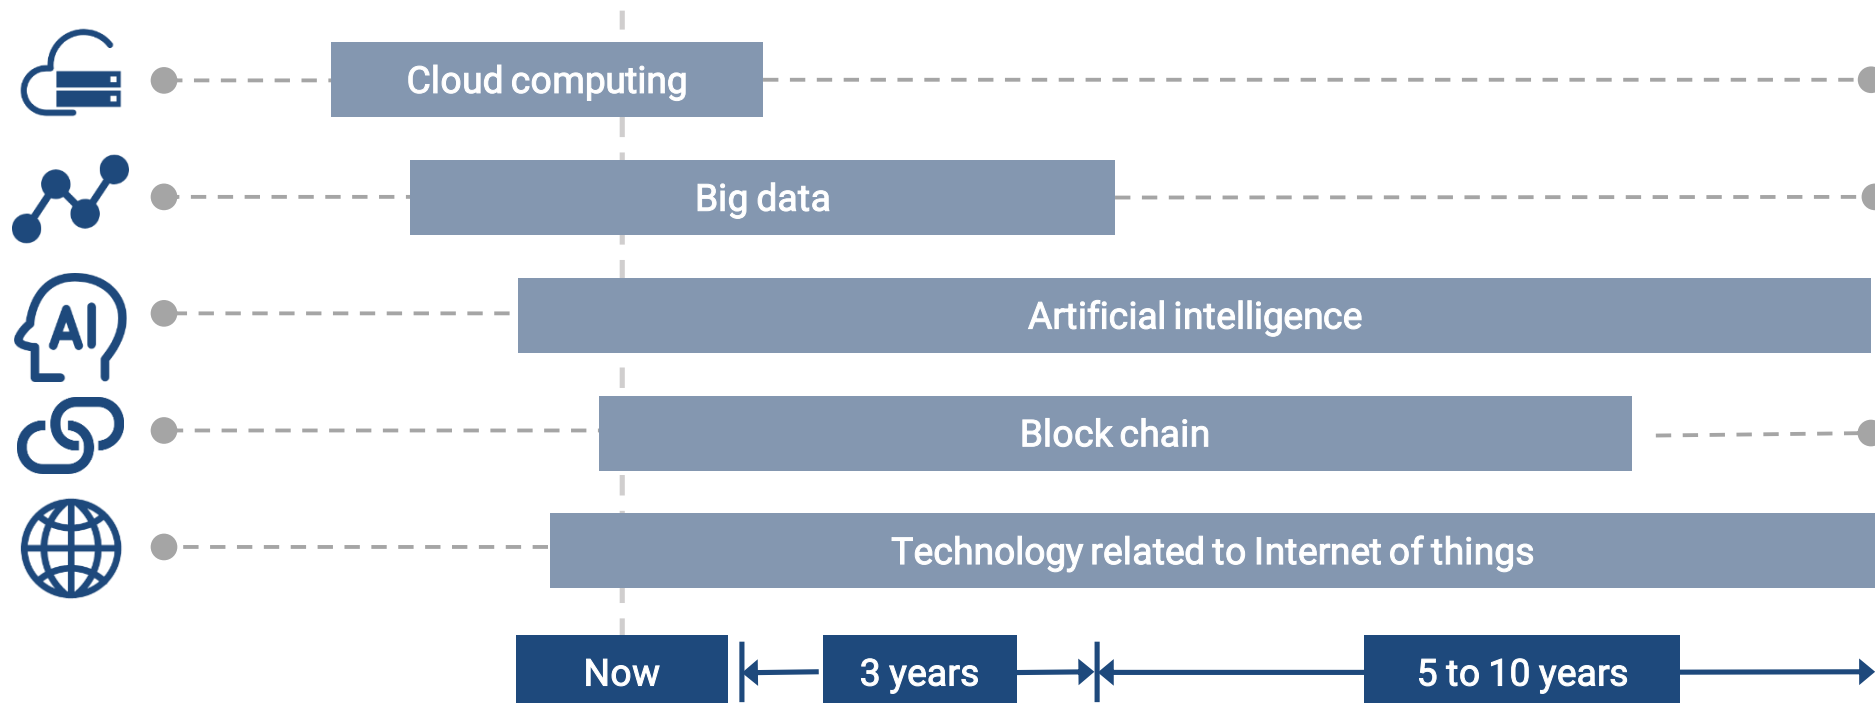 Cloud computing
Big data
AI
Artificial intelligence
Block chain
Technology related to Internet of things
Now
3 years
5 to 10 years